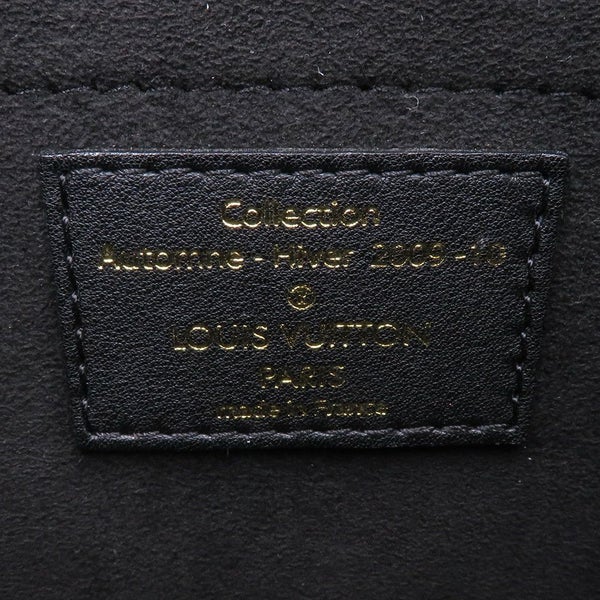 Collection
Automne - Hiver 2009-10
®
LOUIS VUITTON
PARIS
made in France